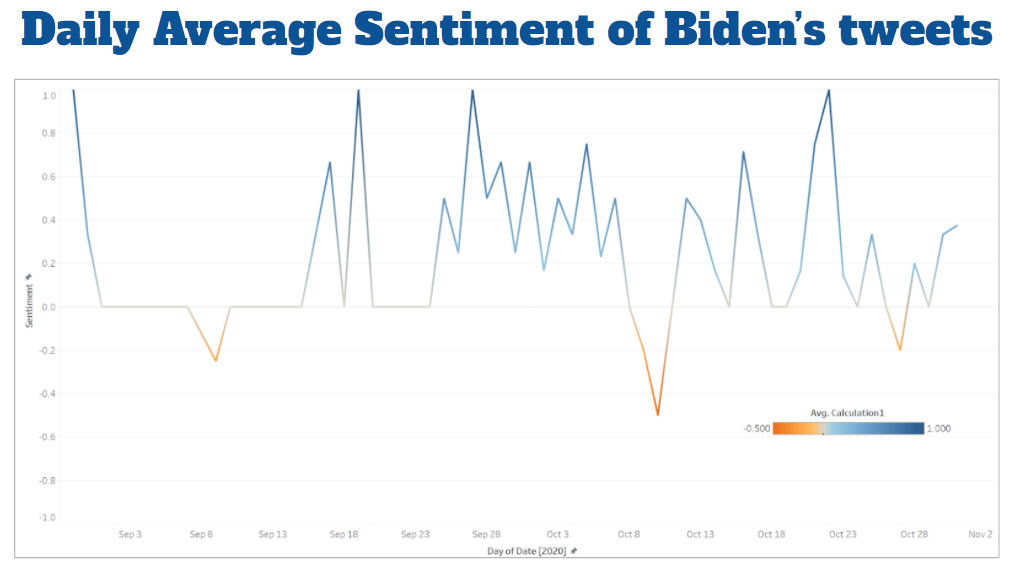 Daily Average Sentiment of Biden's tweets
1.0
0.8
0.6
0.4
0.2
0.0
-0.2
-0.4
-0.6
-0.8
-1.0
Sentiment
Avg. Calculation1
-0.500 1.000
Sep 3 Sep 8 Sep 13 Sep 18 Sep 23 Sep 28 Oct 3 Oct 8 Oct 13 Oct 18 Oct 23 Oct 28 Nov 2
Day of Date [2020]